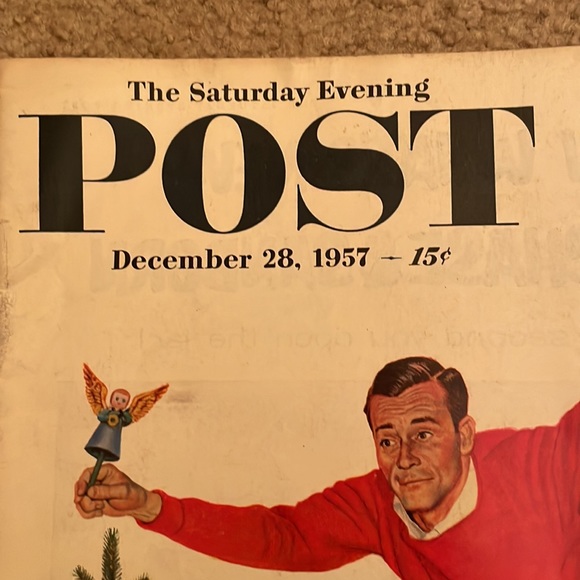 The Saturday Evening
POST
December 28, 1957 – 15¢